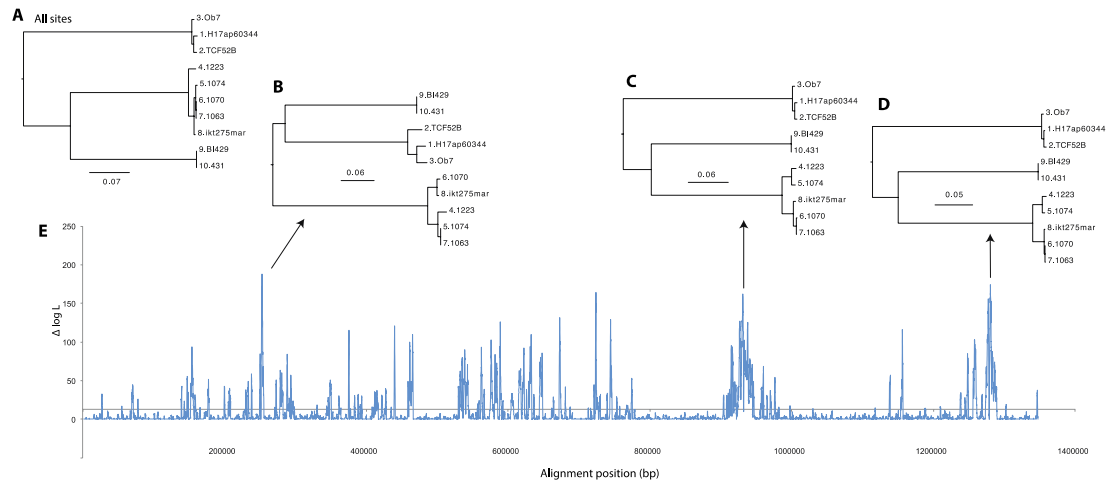 A
All sites
3.Ob7
1.H17ap60344
2.TCF52B
4.1223
5.1074
6.1070
7.1063
8.ikt275mar
9.BI429
10.431
0.07
B
9.BI429
10.431
2.TCF52B
1.H17ap60344
3.Ob7
6.1070
8.ikt275mar
4.1223
5.1074
7.1063
0.06
C
3.Ob7
1.H17ap60344
2.TCF52B
9.BI429
10.431
4.1223
5.1074
8.ikt275mar
6.1070
7.1063
0.06
D
3.Ob7
1.H17ap60344
2.TCF52B
9.BI429
10.431
4.1223
5.1074
8.ikt275mar
6.1070
7.1063
0.05
E
250
200
150
100
50
0
Δ log L
200000
400000
600000
800000
1000000
1200000
1400000
Alignment position (bp)